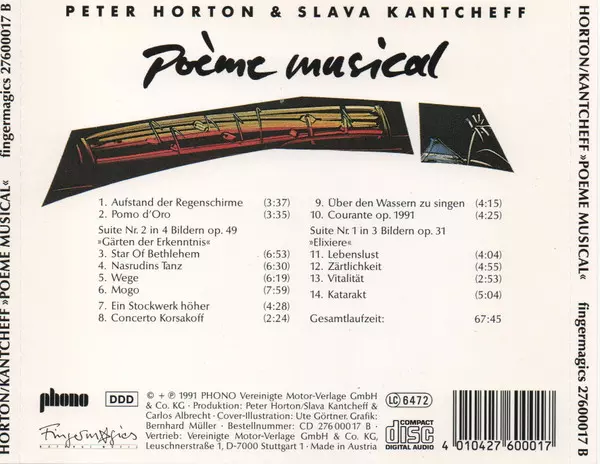 PETER HORTON & SLAVA KANTCHEFF
Poème musical
1. Aufstand der Regenschirme (3:37)
2. Pomo d'Oro (3:35)
Suite Nr. 2 in 4 Bildern op. 49
»Gärten der Erkenntnis«
3. Star Of Bethlehem (6:53)
4. Nasrudins Tanz (6:30)
5. Wege (6:19)
6. Mogo (7:59)
7. Ein Stockwerk höher (4:28)
8. Concerto Korsakoff (2:24)
9. Über den Wassern zu singen (4:15)
10. Courante op. 1991 (4:25)
Suite Nr. 1 in 3 Bildern op. 31
»Elixiere«
11. Lebenslust (4:04)
12. Zärtlichkeit (4:55)
13. Vitalität (2:53)
14. Katarakt (5:04)
Gesamtlaufzeit: 67:45
phono
DDD
Fingermagics
© + ℗ 1991 PHONO Vereinigte Motor-Verlage GmbH
& Co. KG · Produktion: Peter Horton/Slava Kantcheff &
Carlos Albrecht · Cover-Illustration: Ute Görtner. Grafik:
Bernhard Müller · Bestellnummer: CD 276 000 17 B
Vertrieb: Vereinigte Motor-Verlage GmbH & Co. KG,
Leuschnerstraße 1, D-7000 Stuttgart 1 · Made in Austria
LC 6472
COMPACT
disc
DIGITAL AUDIO
4 010427 600017
HORTON/KANTCHEFF »POEME MUSICAL« fingermagics 27600017 B
HORTON/KANTCHEFF »POEME MUSICAL« fingermagics 27600017 B